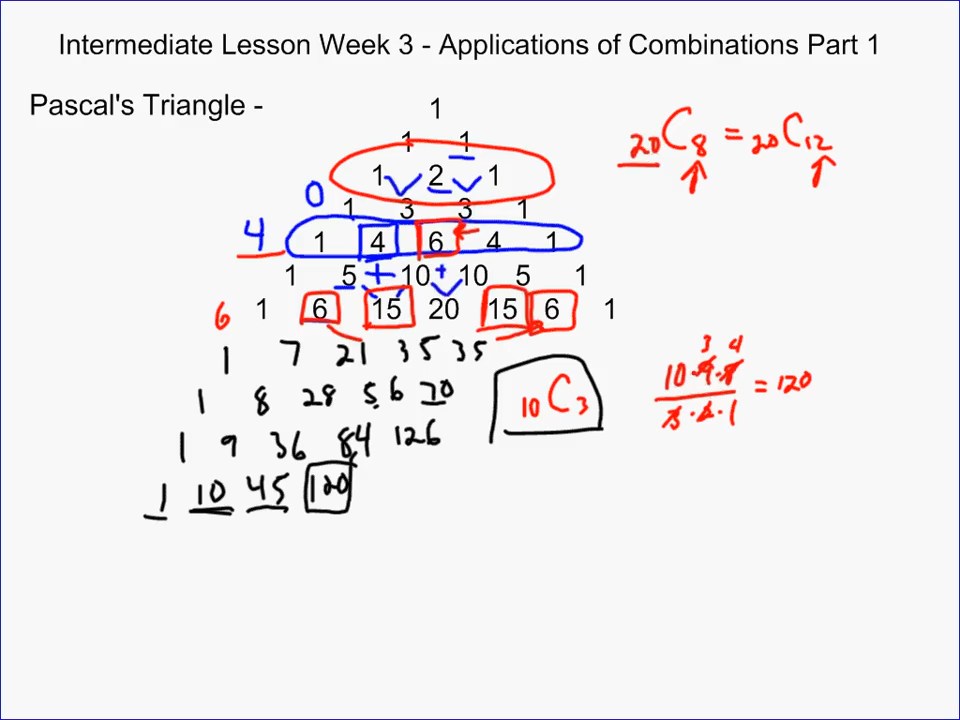 Intermediate Lesson Week 3 - Applications of Combinations Part 1
Pascal's Triangle -
1
1 1
1 2 1
0
1 3 3 1
4 1 4 6 4 1
1 5 + 10 + 10 5 1
6 1 6 15 20 15 6 1
1 7 21 35 35
1 8 28 56 70
1 9 36 84 126
1 10 45 120
20C8 = 20C12
10C3
3 4
10·9·8
3·2·1
= 120